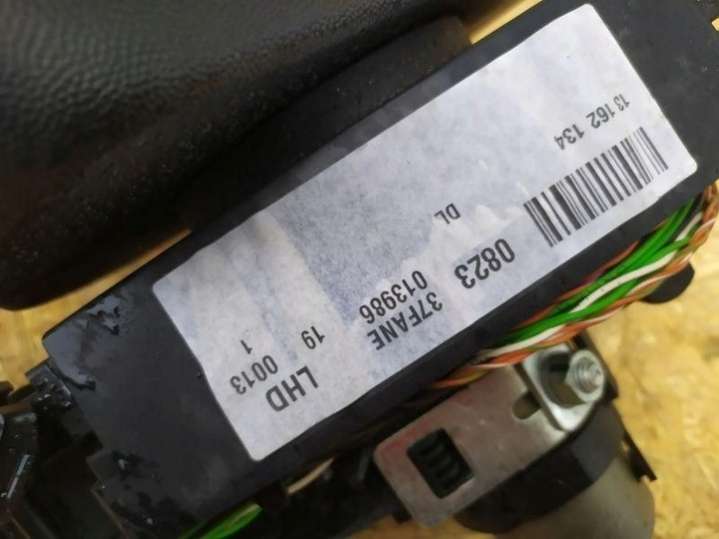 13 162 134
0823 DL
37FANE 013986
LHD 19 0013 1